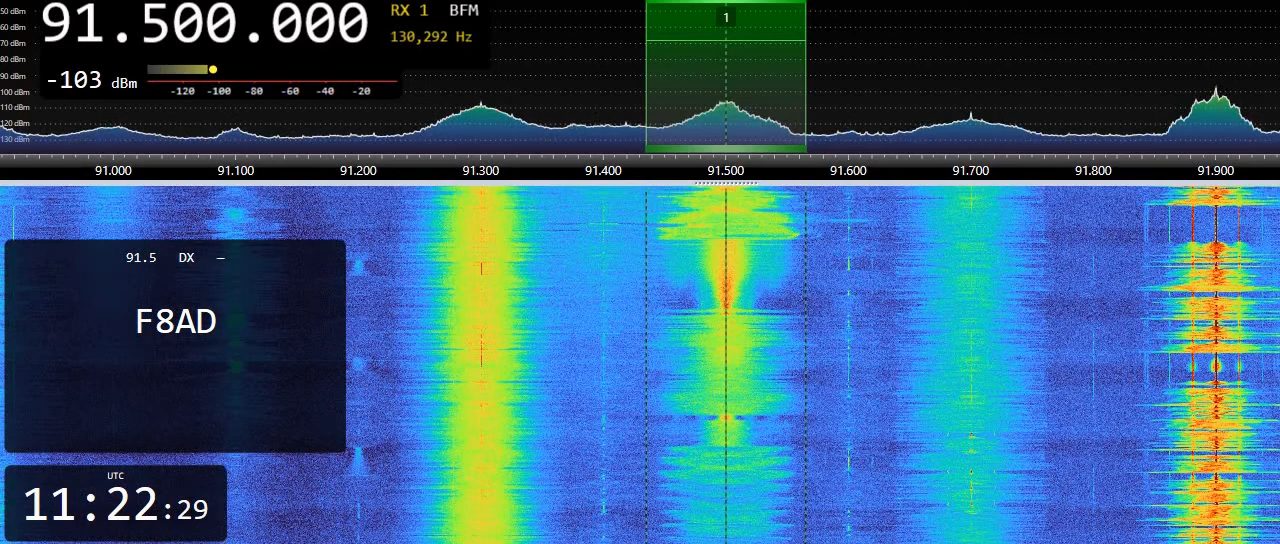 91.500.000
RX 1 BFM
130,292 Hz
-103 dBm
-120 -100 -80 -60 -40 -20
50 dBm
60 dBm
70 dBm
80 dBm
90 dBm
100 dBm
110 dBm
120 dBm
130 dBm
1
91.000 91.100 91.200 91.300 91.400 91.500 91.600 91.700 91.800 91.900
91.5 DX –
F8AD
UTC
11:22:29